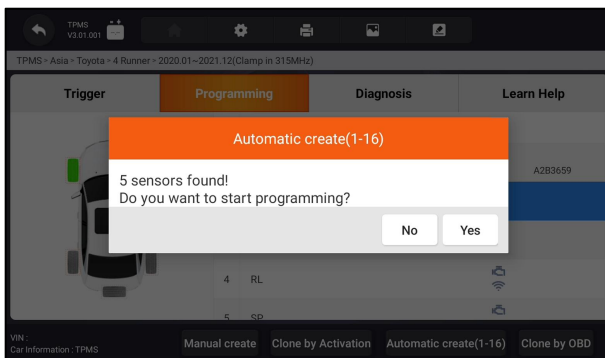 TPMS
V3.01.001
TPMS > Asia > Toyota > 4 Runner > 2020.01~2021.12(Clamp in 315MHz)
Trigger Programming Diagnosis Learn Help
Automatic create(1-16)
A2B3659
5 sensors found!
Do you want to start programming?
No Yes
4 RL
5 SP
VIN :
Car Information : TPMS
Manual create Clone by Activation Automatic create(1-16) Clone by OBD